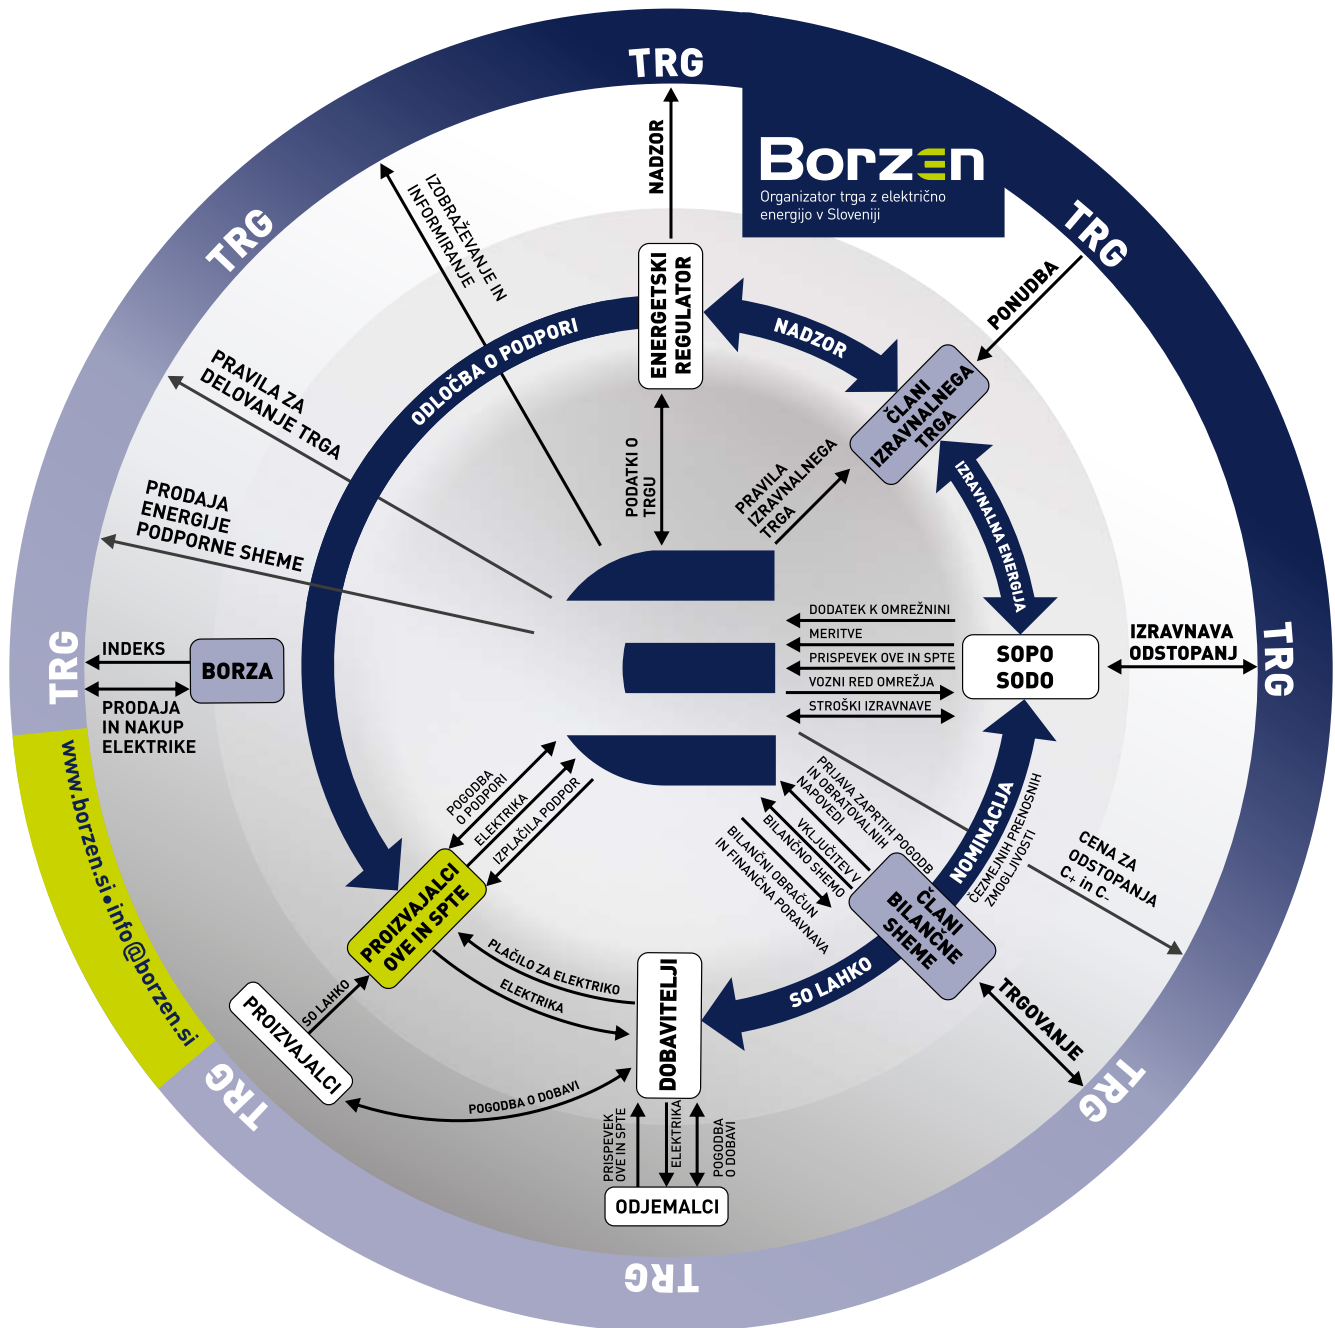 TRG
Borzen
Organizator trga z električno
energijo v Sloveniji
TRG
TRG
NADZOR
IZOBRAŽEVANJE IN
INFORMIRANJE
ENERGETSKI
REGULATOR
PONUDBA
NADZOR
ODLOČBA O PODPORI
PRAVILA ZA
DELOVANJE TRGA
ČLANI
IZRAVNALNEGA
TRGA
PODATKI O
TRGU
PRAVILA
IZRAVNALNEGA
TRGA
IZRAVNALNA ENERGIJA
PRODAJA
ENERGIJE
PODPORNE SHEME
DODATEK K OMREŽNINI
MERITVE
PRISPEVEK OVE IN SPTE
VOZNI RED OMREŽJA
STROŠKI IZRAVNAVE
SOPO
SODO
IZRAVNAVA
ODSTOPANJ
TRG
TRG
INDEKS
BORZA
PRODAJA
IN NAKUP
ELEKTRIKE
www.borzen.si•info@borzen.si
POGODBA
O PODPORI
ELEKTRIKA
IZPLAČILA PODPOR
PRIJAVA ZAPRTIH POGODB
IN OBRATOVALNIH
NAPOVEDI
VKLJUČITEV V
BILANČNO SHEMO
BILANČNI OBRAČUN
IN FINANČNA PORAVNAVA
NOMINACIJA
ČEZMEJNIH PRENOSNIH
ZMOGLJIVOSTI
CENA ZA
ODSTOPANJA
C+ in C-
PROIZVAJALCI
OVE IN SPTE
ČLANI
BILANČNE
SHEME
PLAČILO ZA ELEKTRIKO
ELEKTRIKA
DOBAVITELJI
SO LAHKO
TRGOVANJE
SO LAHKO
PROIZVAJALCI
POGODBA O DOBAVI
TRG
TRG
PRISPEVEK
OVE IN SPTE
ELEKTRIKA
POGODBA
O DOBAVI
ODJEMALCI
TRG